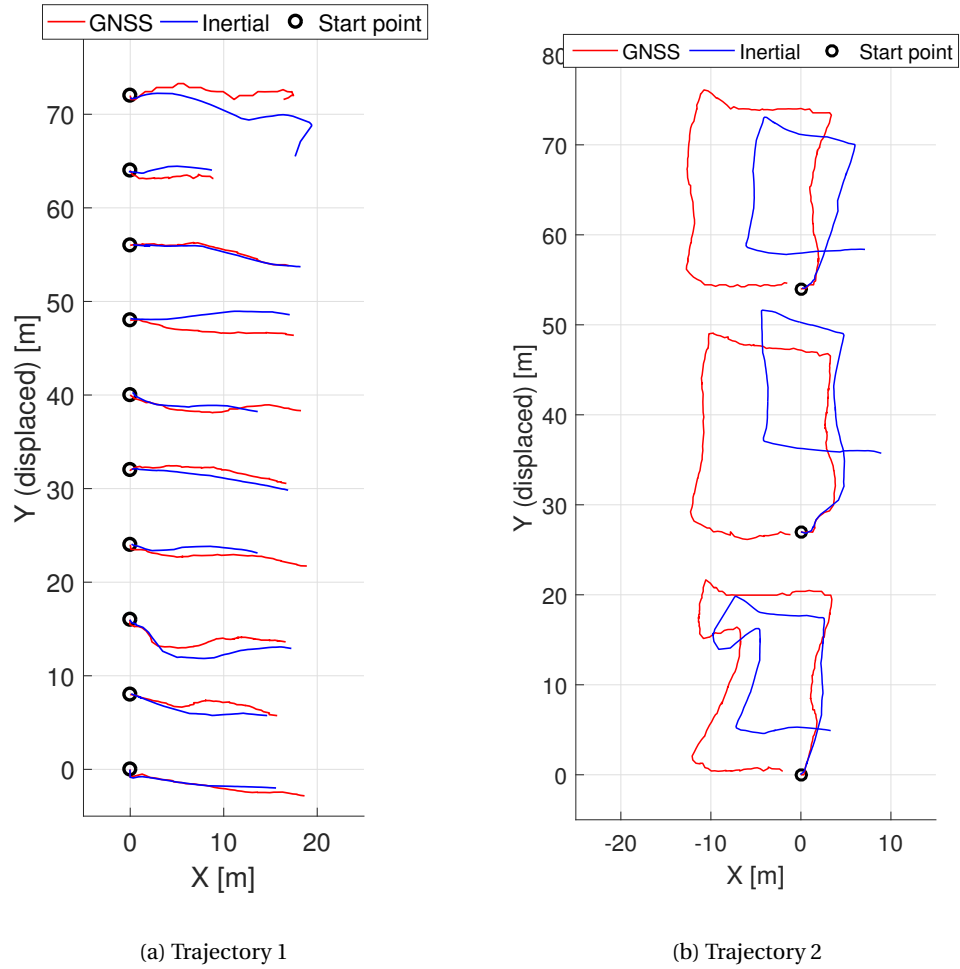 GNSS Inertial Start point
70
60
50
40
30
20
10
0
0 10 20
X [m]
Y (displaced) [m]
(a) Trajectory 1
GNSS Inertial Start point
80
70
60
50
40
30
20
10
0
-20 -10 0 10
X [m]
Y (displaced) [m]
(b) Trajectory 2